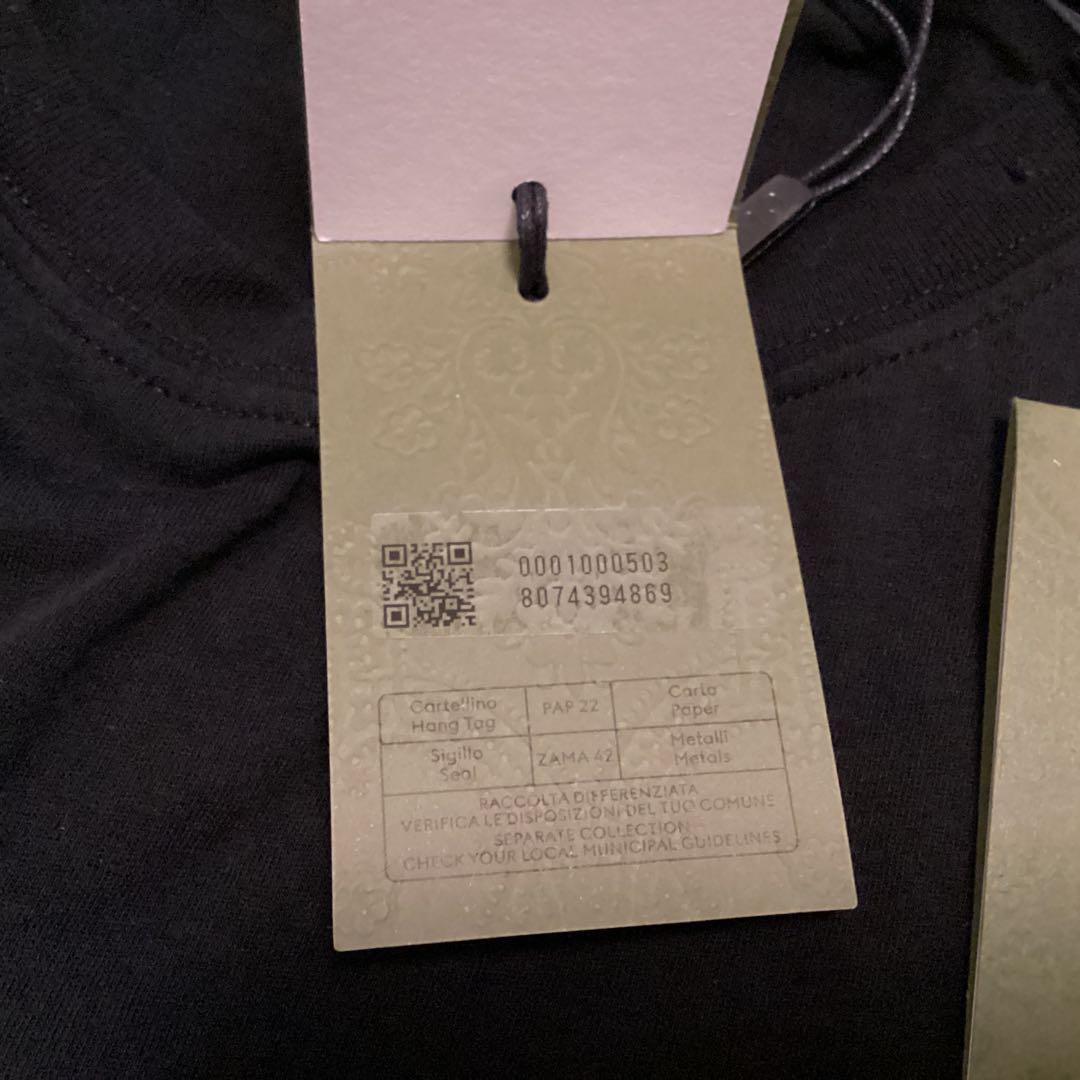 0001000503
8074394869
Cartellino
Hang Tag
PAP 22
Carta
Paper
Sigillo
Seal
ZAMA 42
Metalli
Metals
RACCOLTA DIFFERENZIATA
VERIFICA LE DISPOSIZIONI DEL TUO COMUNE
SEPARATE COLLECTION
CHECK YOUR LOCAL MUNICIPAL GUIDELINES